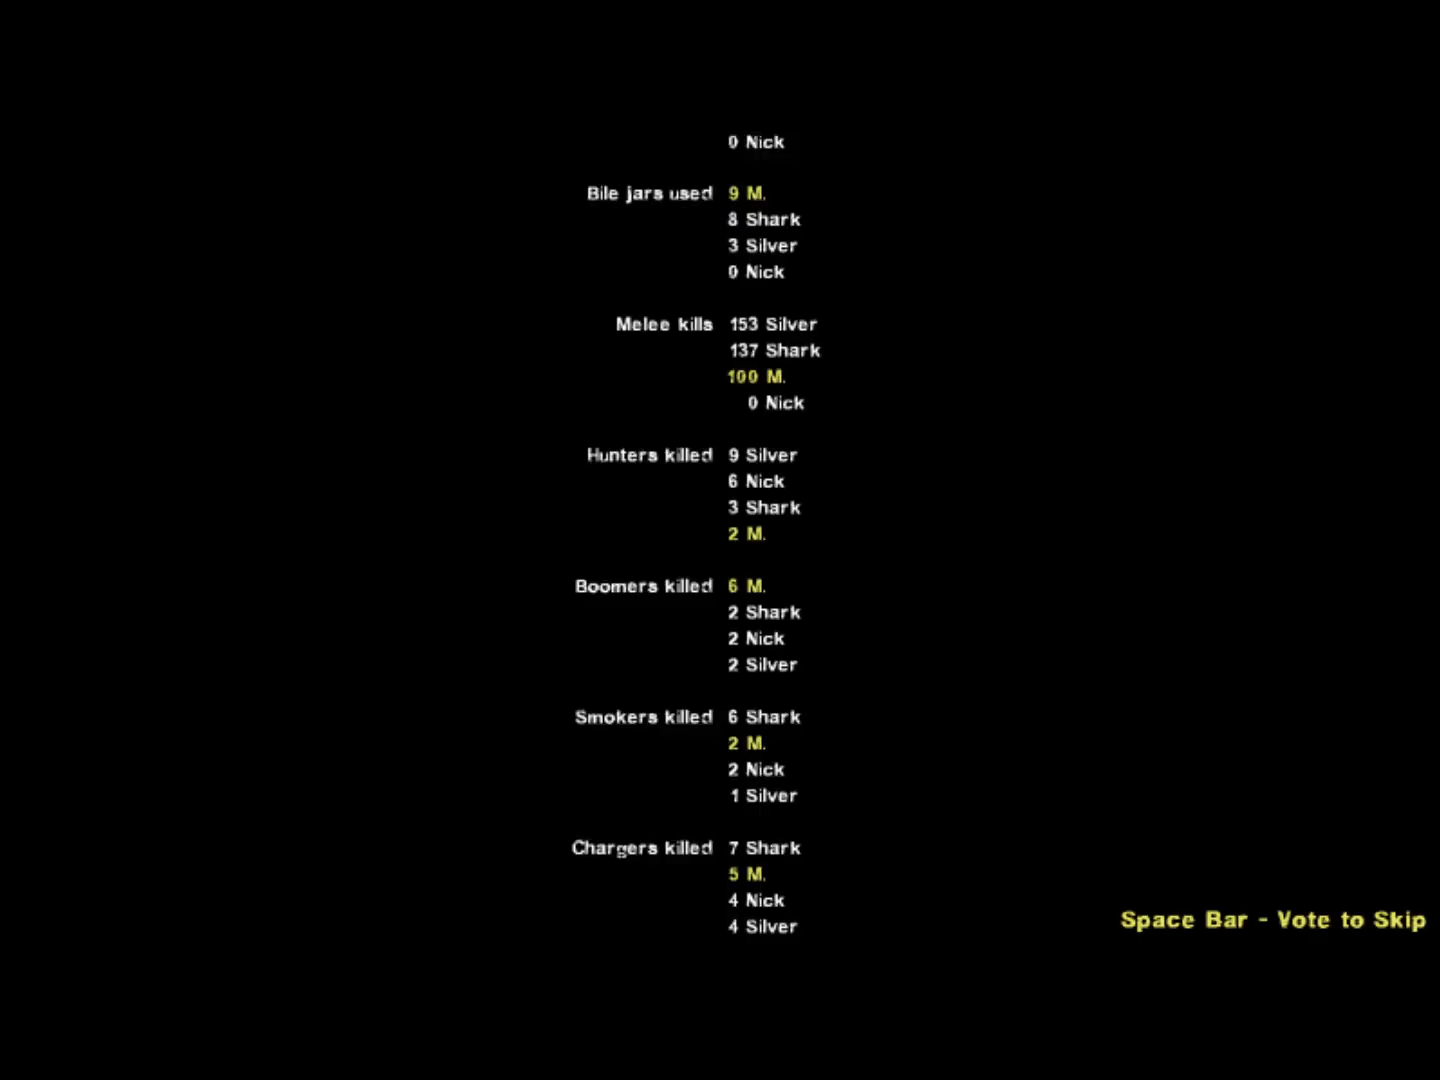 0 Nick
Bile jars used 9 M.
8 Shark
3 Silver
0 Nick
Melee kills 153 Silver
137 Shark
100 M.
0 Nick
Hunters killed 9 Silver
6 Nick
3 Shark
2 M.
Boomers killed 6 M.
2 Shark
2 Nick
2 Silver
Smokers killed 6 Shark
2 M.
2 Nick
1 Silver
Chargers killed 7 Shark
5 M.
4 Nick
4 Silver
Space Bar - Vote to Skip